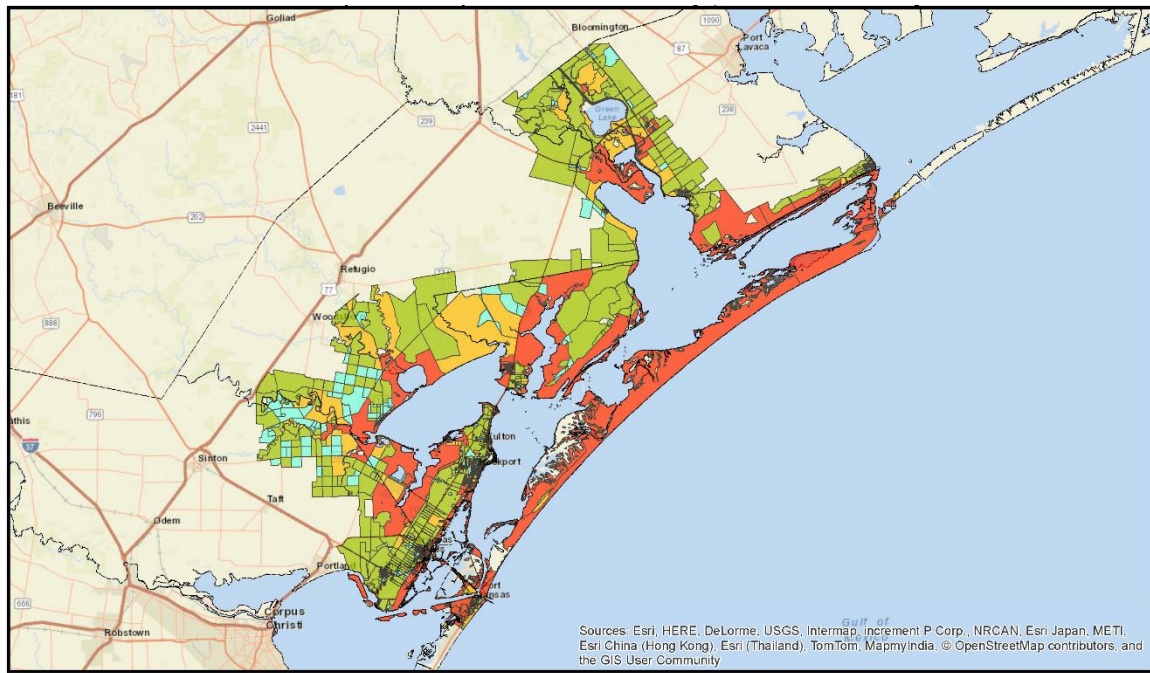 Goliad
Bloomington
1090
87
Port
Lavaca
181
2441
239
Green
Lake
238
Beeville
202
Refugio
77
888
796
37
Sinton
Fulton
Taft
Odem
Portland
666
Corpus
Christi
Robstown
Gulf of
Mexico
Sources: Esri, HERE, DeLorme, USGS, Intermap, increment P Corp., NRCAN, Esri Japan, METI,
Esri China (Hong Kong), Esri (Thailand), TomTom, MapmyIndia, © OpenStreetMap contributors, and
the GIS User Community